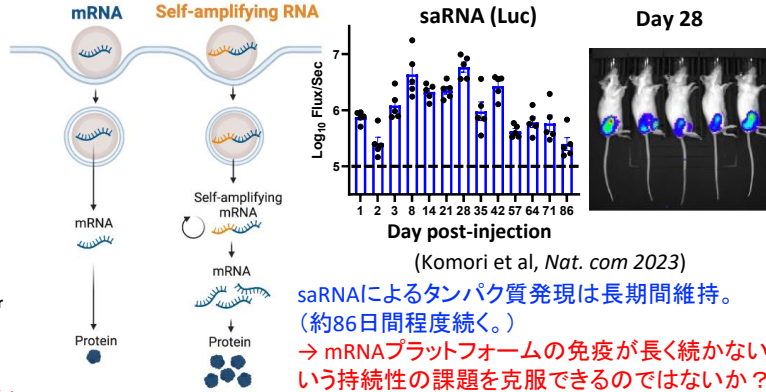 mRNA
Self-amplifying RNA
Self-amplifying
mRNA
mRNA
mRNA
Protein
Protein
saRNA (Luc)
Log10 Flux/Sec
7
6
5
1 2 3 8 14 21 28 35 42 57 64 71 86
Day post-injection
Day 28
(Komori et al, Nat. com 2023)
saRNAによるタンパク質発現は長期間維持。
（約86日間程度続く。）
→ mRNAプラットフォームの免疫が長く続かない
いう持続性の課題を克服できるのではないか？